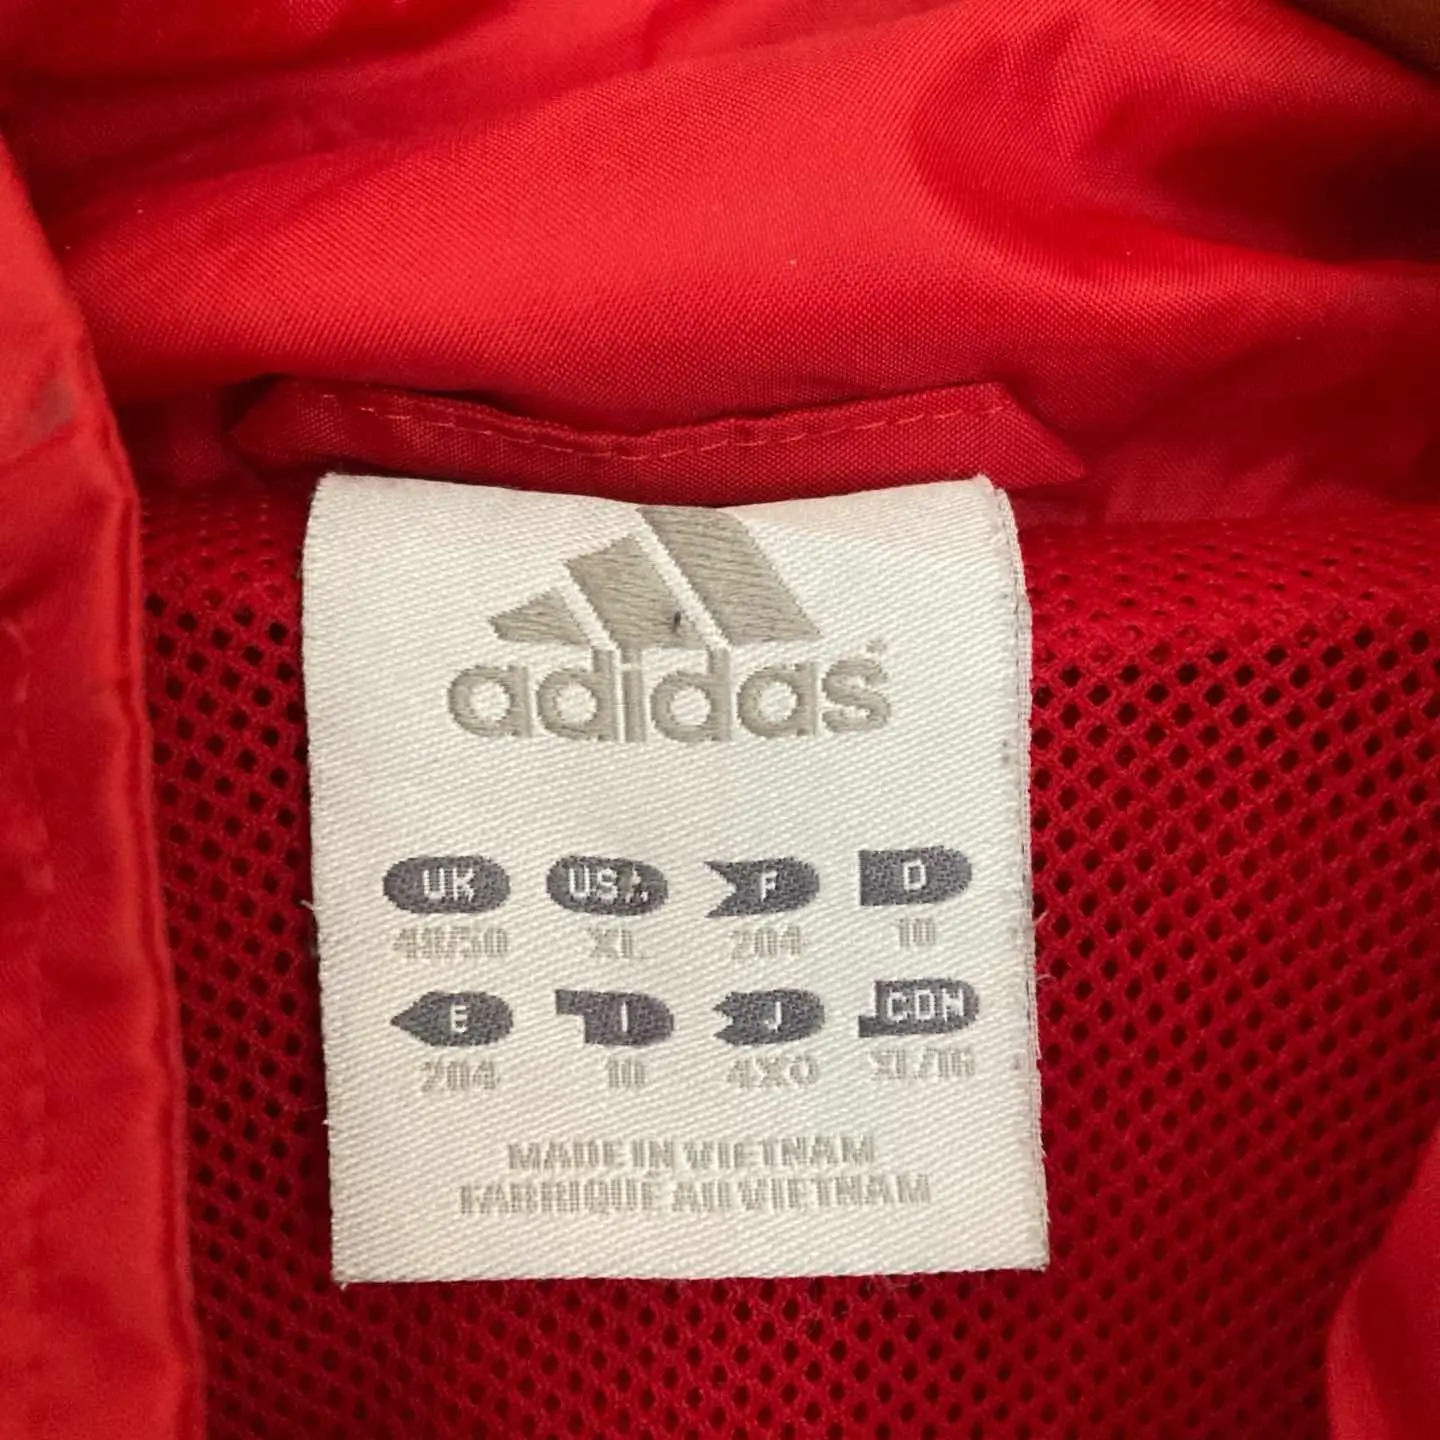 adidas®
UK USA F D
48/50 XL 204 10
E I J CDN
204 10 4XO XL/TG
MADE IN VIETNAM
FABRIQUE AU VIETNAM